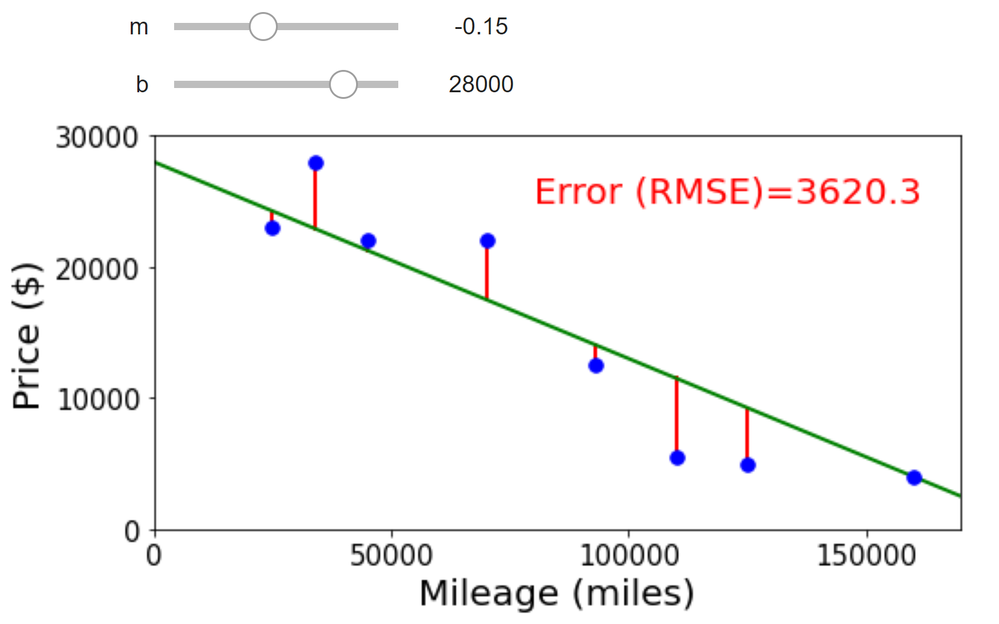 m -0.15
b 28000
30000
Error (RMSE)=3620.3
20000
10000
0
Price ($)
0 50000 100000 150000
Mileage (miles)